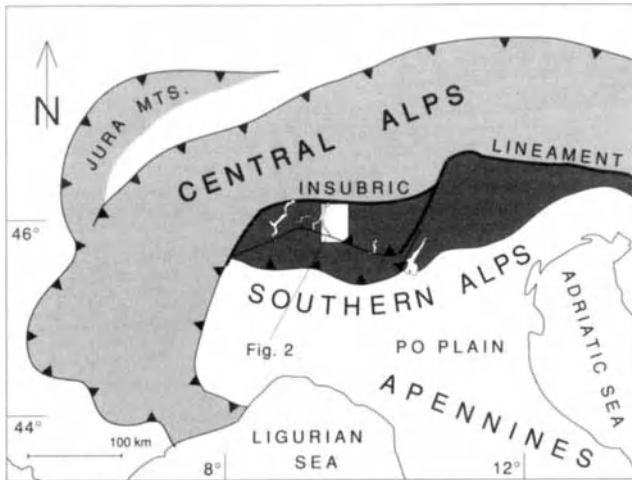 N
JURA MTS.
CENTRAL ALPS
LINEAMENT
INSUBRIC
46°
SOUTHERN ALPS
ADRIATIC SEA
Fig. 2
PO PLAIN
APENNINES
44°
100 km
LIGURIAN
SEA
8°
12°